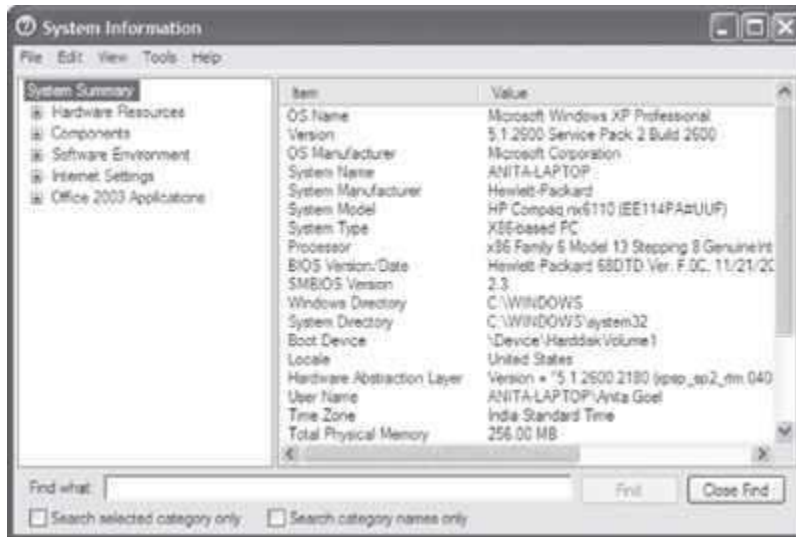 System Information
File Edit View Tools Help
System Summary
Hardware Resources
Components
Software Environment
Internet Settings
Office 2003 Applications
Item Value
OS Name Microsoft Windows XP Professional
Version 5.1.2600 Service Pack 2 Build 2600
OS Manufacturer Microsoft Corporation
System Name ANITA-LAPTOP
System Manufacturer Hewlett-Packard
System Model HP Compaq nx6110 (EE114PA#UUF)
System Type X86-based PC
Processor x86 Family 6 Model 13 Stepping 8 GenuineInt
BIOS Version/Date Hewlett-Packard 68DTD Ver. F.0C, 11/21/20
SMBIOS Version 2.3
Windows Directory C:\WINDOWS
System Directory C:\WINDOWS\system32
Boot Device \Device\HarddiskVolume1
Locale United States
Hardware Abstraction Layer Version = "5.1.2600.2180 (xpsp_sp2_rtm.040
User Name ANITA-LAPTOP\Anita Goel
Time Zone India Standard Time
Total Physical Memory 256.00 MB
Find what: Find Close Find
Search selected category only Search category names only